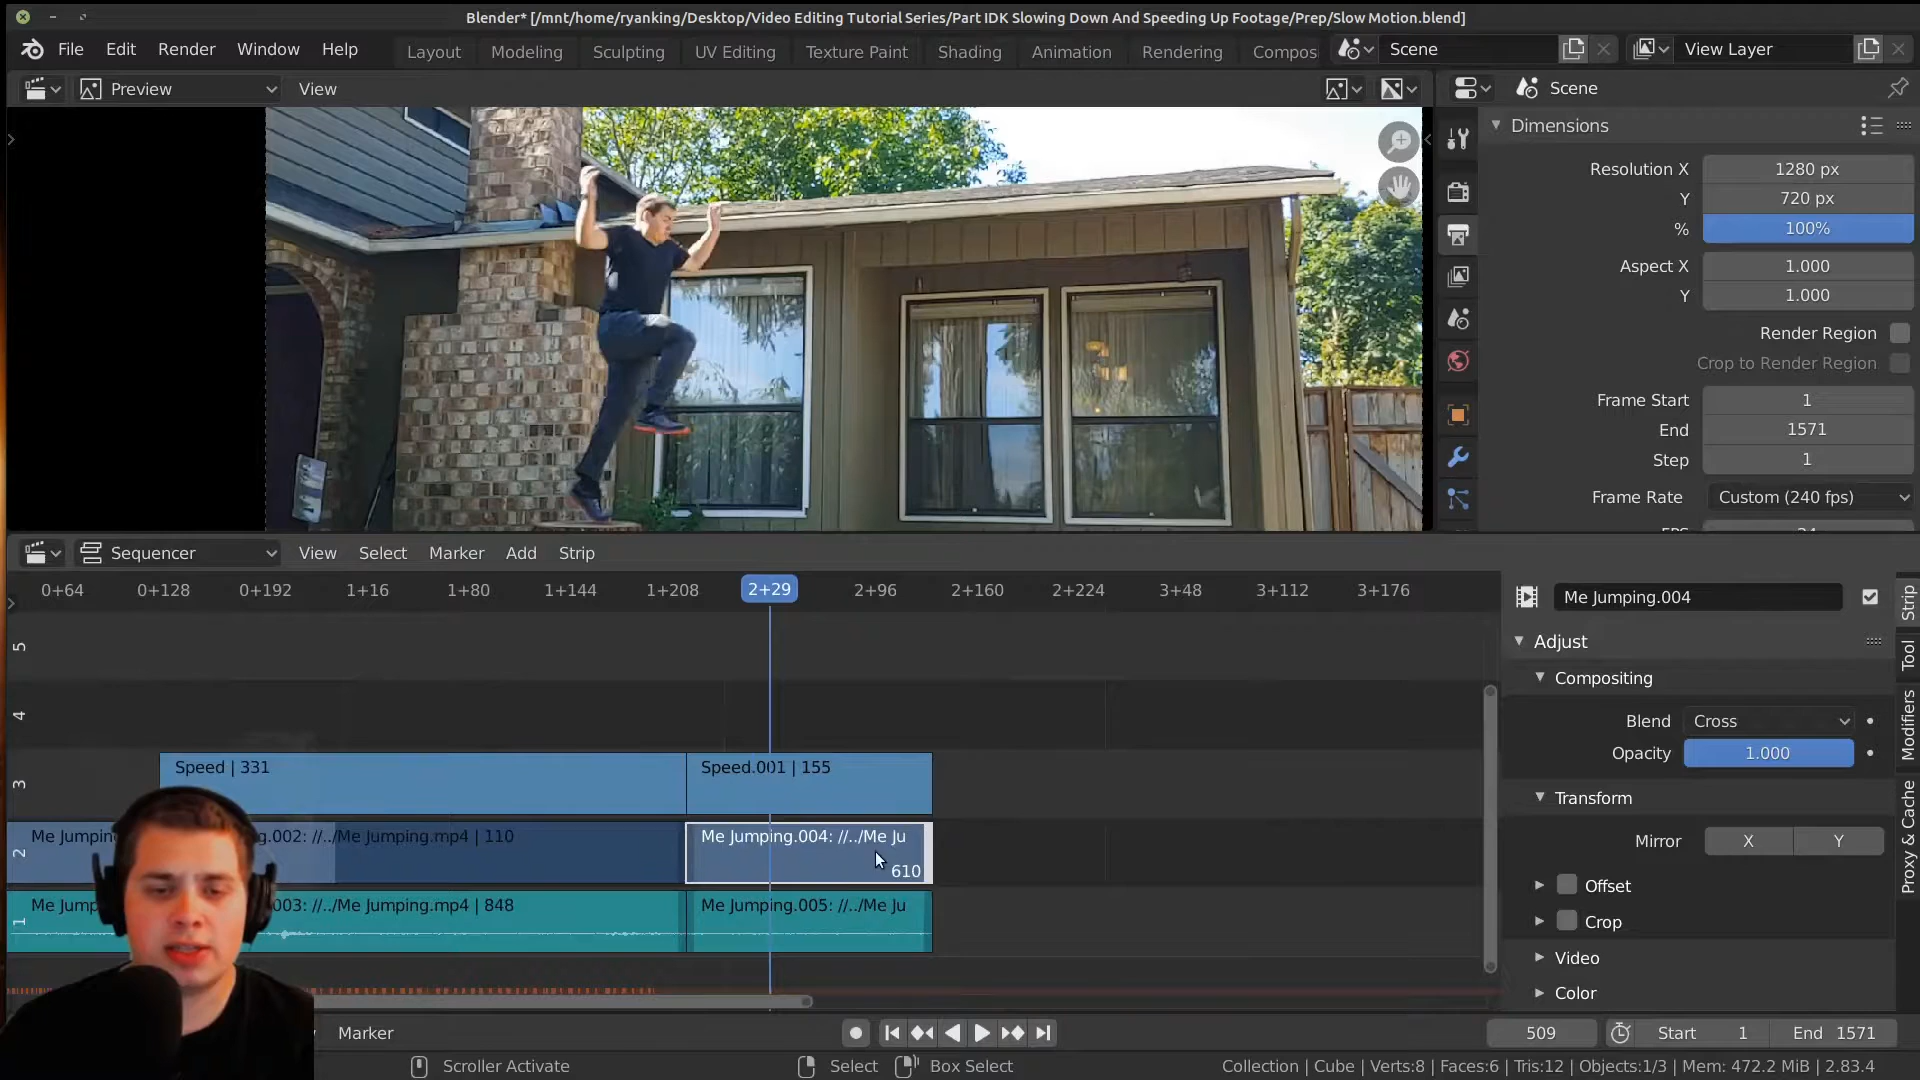 Blender* [/mnt/home/ryanking/Desktop/Video Editing Tutorial Series/Part IDK Slowing Down And Speeding Up Footage/Prep/Slow Motion.blend]
File Edit Render Window Help Layout Modeling Sculpting UV Editing Texture Paint Shading Animation Rendering Compos Scene View Layer
Preview View Scene
Dimensions
Resolution X 1280 px
Y 720 px
% 100%
Aspect X 1.000
Y 1.000
Render Region
Crop to Render Region
Frame Start 1
End 1571
Step 1
Frame Rate Custom (240 fps)
Sequencer View Select Marker Add Strip
0+64 0+128 0+192 1+16 1+80 1+144 1+208 2+29 2+96 2+160 2+224 3+48 3+112 3+176
Me Jumping.004
Strip
Tool
Modifiers
Proxy & Cache
Adjust
Compositing
Blend Cross
Opacity 1.000
Transform
Mirror X Y
Offset
Crop
Video
Color
5
4
3
Speed | 331
Speed.001 | 155
2
Me Jumpin
g.002: //../Me Jumping.mp4 | 110
Me Jumping.004: //../Me Ju
610
1
Me Jump
003: //../Me Jumping.mp4 | 848
Me Jumping.005: //../Me Ju
Marker 509 Start 1 End 1571
Scroller Activate Select Box Select Collection | Cube | Verts:8 | Faces:6 | Tris:12 | Objects:1/3 | Mem: 472.2 MiB | 2.83.4